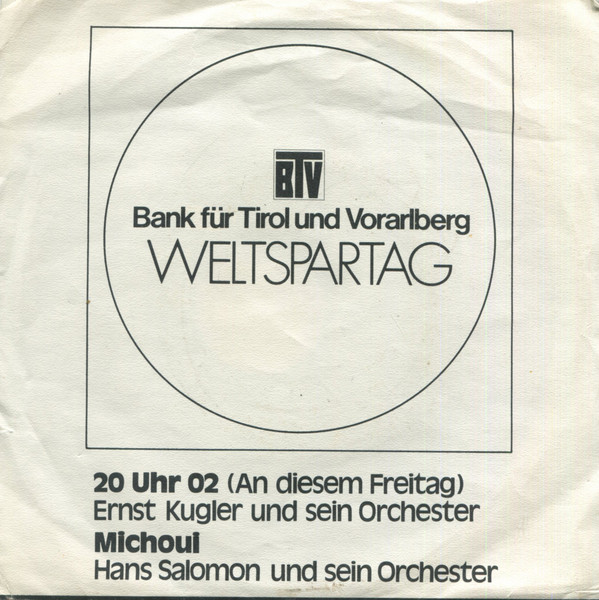 BTV
Bank für Tirol und Vorarlberg
WELTSPARTAG
20 Uhr 02 (An diesem Freitag)
Ernst Kugler und sein Orchester
Michoui
Hans Salomon und sein Orchester